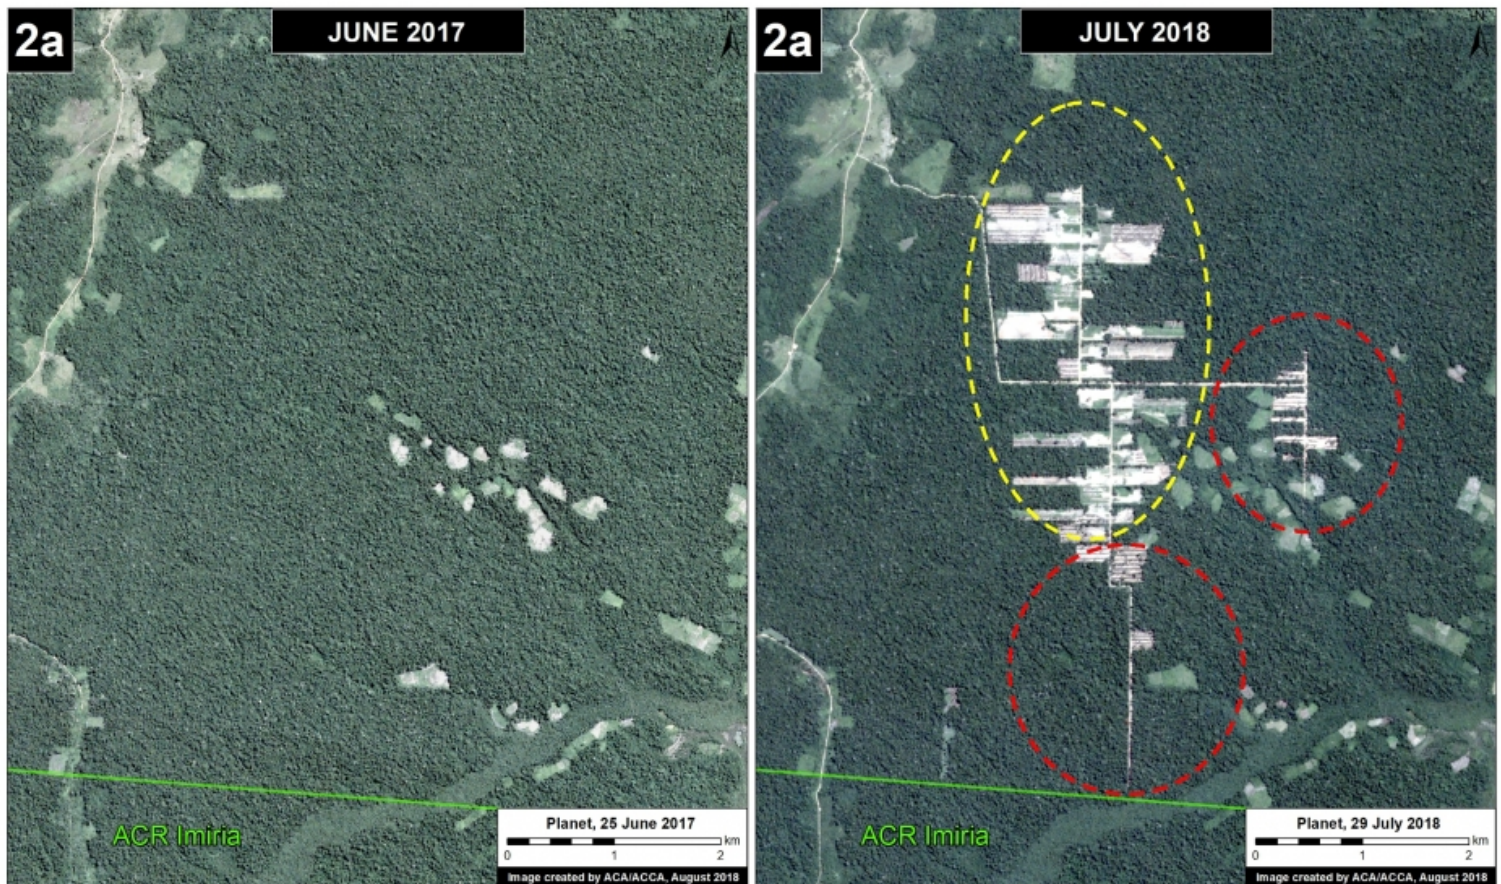 2a
JUNE 2017
N
ACR Imiria
Planet, 25 June 2017
0 1 2 km
Image created by ACA/ACCA, August 2018
2a
JULY 2018
N
ACR Imiria
Planet, 29 July 2018
0 1 2 km
Image created by ACA/ACCA, August 2018